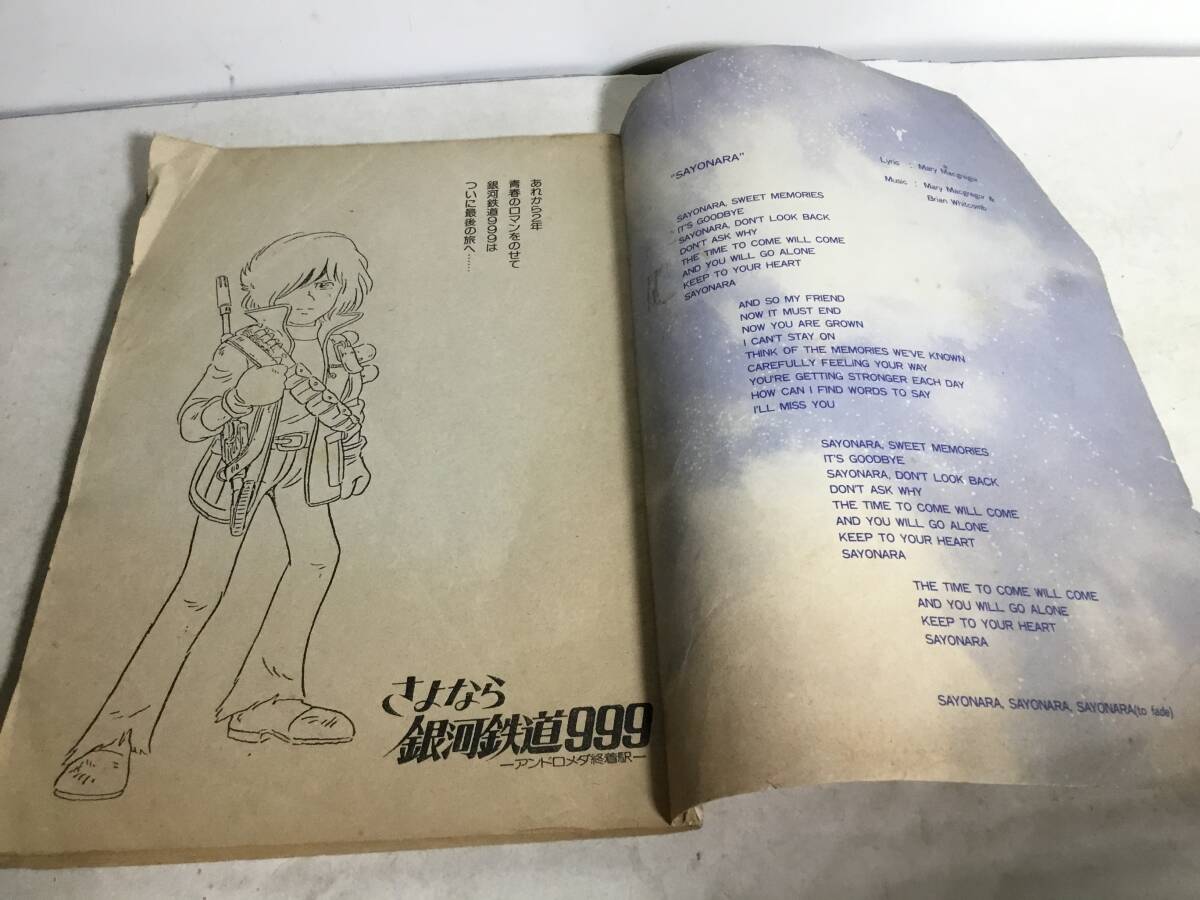 あれから2年
青春のロマンをのせて
銀河鉄道999は
ついに最後の旅へ……
さよなら
銀河鉄道999
—アンドロメダ終着駅—
"SAYONARA"
Lyric : Mary Macgregor
Music : Mary Macgregor &
Brian Whitcomb
SAYONARA, SWEET MEMORIES
IT'S GOODBYE
SAYONARA, DON'T LOOK BACK
DON'T ASK WHY
THE TIME TO COME WILL COME
AND YOU WILL GO ALONE
KEEP TO YOUR HEART
SAYONARA
AND SO MY FRIEND
NOW IT MUST END
NOW YOU ARE GROWN
I CAN'T STAY ON
THINK OF THE MEMORIES WE'VE KNOWN
CAREFULLY FEELING YOUR WAY
YOU'RE GETTING STRONGER EACH DAY
HOW CAN I FIND WORDS TO SAY
I'LL MISS YOU
SAYONARA, SWEET MEMORIES
IT'S GOODBYE
SAYONARA, DON'T LOOK BACK
DON'T ASK WHY
THE TIME TO COME WILL COME
AND YOU WILL GO ALONE
KEEP TO YOUR HEART
SAYONARA
THE TIME TO COME WILL COME
AND YOU WILL GO ALONE
KEEP TO YOUR HEART
SAYONARA
SAYONARA, SAYONARA, SAYONARA(to fade)